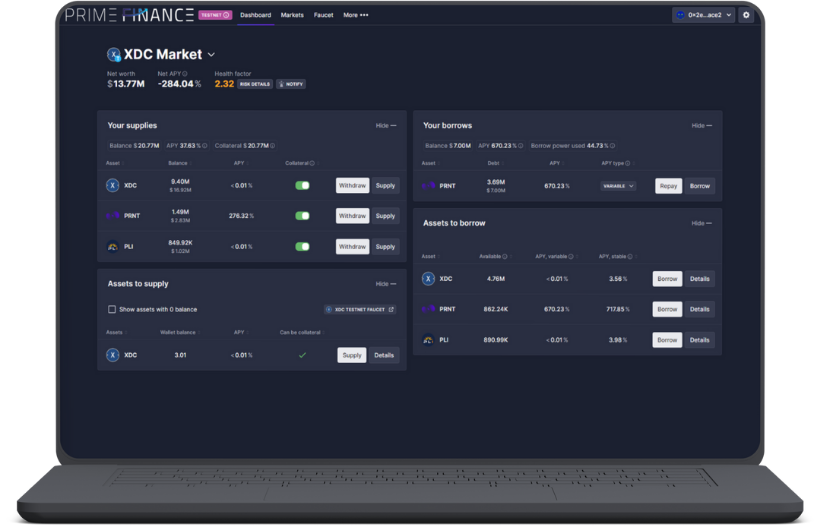 PRIME FINANCE TESTNET Dashboard Markets Faucet More ••• 0×2e...ace2
XDC Market
Net worth Net APY Health factor
$13.77M -284.04% 2.32 RISK DETAILS NOTIFY
Your supplies Hide —
Balance $20.77M APY 37.63% Collateral $20.77M
Asset Balance APY Collateral
XDC 9.40M <0.01% Withdraw Supply
PRNT 1.49M 276.32% Withdraw Supply
PLI 849.92K <0.01% Withdraw Supply
$1.02M
Assets to supply Hide —
Show assets with 0 balance XDC TESTNET FAUCET
Assets Wallet balance APY Can be collateral
XDC 3.01 <0.01% Supply Details
Your borrows Hide —
Balance $7.00M APY 670.23% Borrow power used 44.73%
Asset Debt APY APY type
PRNT 3.69M 670.23% VARIABLE Repay Borrow
$7.00M
Assets to borrow Hide —
Asset Available APY, variable APY, stable
XDC 4.76M <0.01% 3.56% Borrow Details
PRNT 862.24K 670.23% 717.85% Borrow Details
PLI 890.99K <0.01% 3.98% Borrow Details